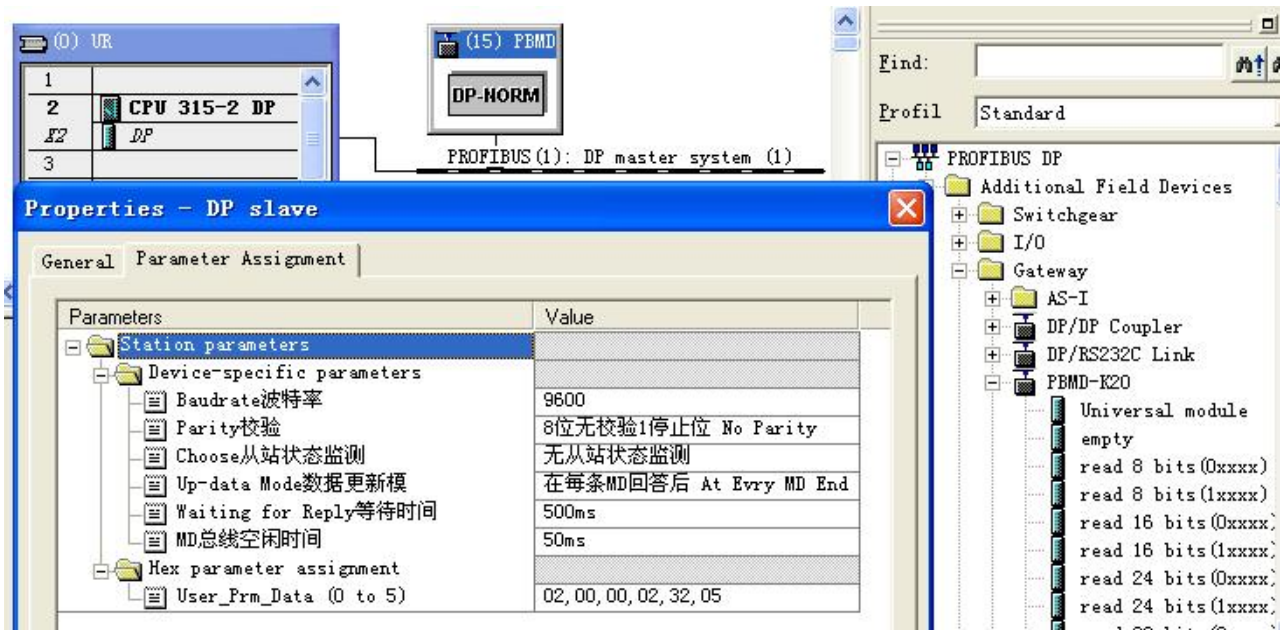 (0) UR
1
2 CPU 315-2 DP
X2 DP
3
(15) PBMD
DP-NORM
PROFIBUS(1): DP master system (1)
Find:
Profil Standard
PROFIBUS DP
Additional Field Devices
Switchgear
I/O
Gateway
AS-I
DP/DP Coupler
DP/RS232C Link
PBMD-K20
Universal module
empty
read 8 bits(0xxxx)
read 8 bits(1xxxx)
read 16 bits(0xxxx)
read 16 bits(1xxxx)
read 24 bits(0xxxx)
read 24 bits(1xxxx)
Properties - DP slave
General Parameter Assignment
Parameters Value
Station parameters
Device-specific parameters
Baudrate波特率 9600
Parity校验 8位无校验1停止位 No Parity
Choose从站状态监测 无从站状态监测
Up-data Mode数据更新模 在每条MD回答后 At Evry MD End
Waiting for Reply等待时间 500ms
MD总线空闲时间 50ms
Hex parameter assignment
User_Prm_Data (0 to 5) 02,00,00,02,32,05